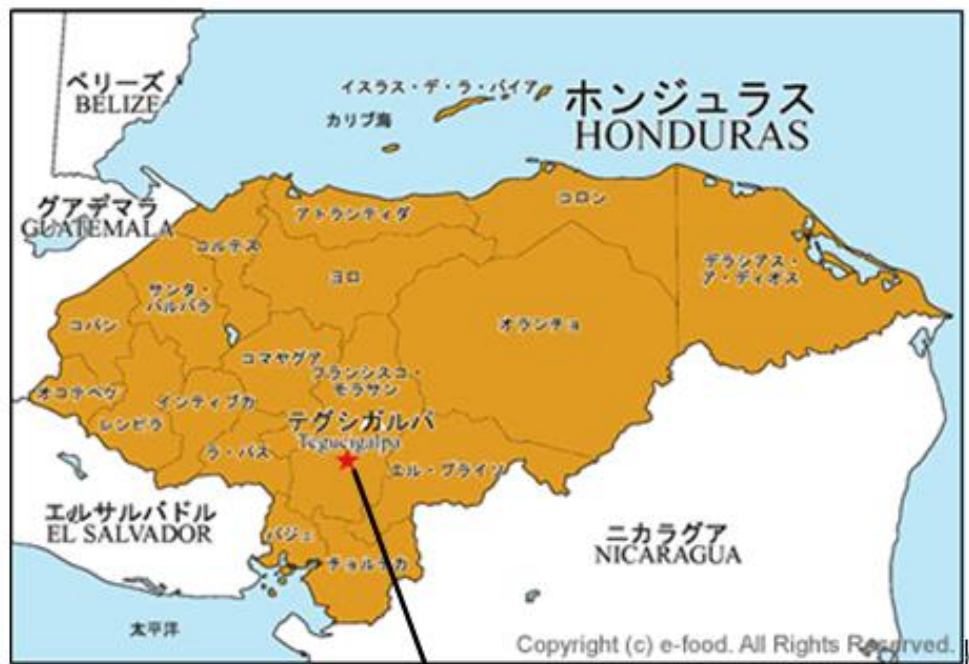 ベリーズ
BELIZE
イスラス・デ・ラ・バイア
カリブ海
ホンジュラス
HONDURAS
グアデマラ
GUATEMALA
アトランティダ
コロン
コルテス
ヨロ
デラシアス・
ア・ディオス
サンタ・
バルバラ
コパン
オランチョ
コマヤグア
フランシスコ・
モラサン
オコテペケ
インティブカ
レンピラ
テグシガルパ
Tegucigalpa
ラ・パス
エル・プライソ
エルサルバドル
EL SALVADOR
バジェ
チョルテカ
ニカラグア
NICARAGUA
太平洋
Copyright (c) e-food. All Rights Reserved.